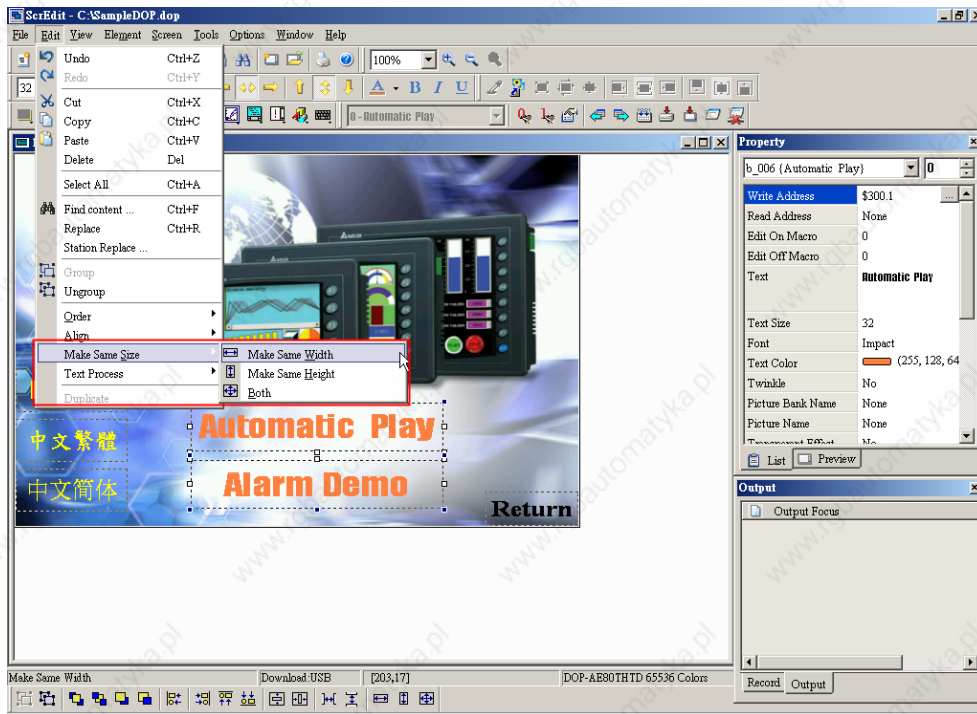 ScrEdit - C:\SampleDOP.dop
File Edit View Element Screen Tools Options Window Help
100%
32
B I U
0 - Automatic Play
Undo Ctrl+Z
Redo Ctrl+Y
Cut Ctrl+X
Copy Ctrl+C
Paste Ctrl+V
Delete Del
Select All Ctrl+A
Find content ... Ctrl+F
Replace Ctrl+R
Station Replace ...
Group
Ungroup
Order
Align
Make Same Size
Text Process
Duplicate
Make Same Width
Make Same Height
Both
Automatic Play
Alarm Demo
中文繁體
中文简体
Return
Property
b_006 {Automatic Play} 0
Write Address $300.1 ...
Read Address None
Edit On Macro 0
Edit Off Macro 0
Text Automatic Play
Text Size 32
Font Impact
Text Color (255, 128, 64
Twinkle No
Picture Bank Name None
Picture Name None
Transparent Effect No
List Preview
Output
Output Focus
Record Output
Make Same Width Download:USB [203,17] DOP-AE80THTD 65536 Colors
www.rgbautomatyka.pl